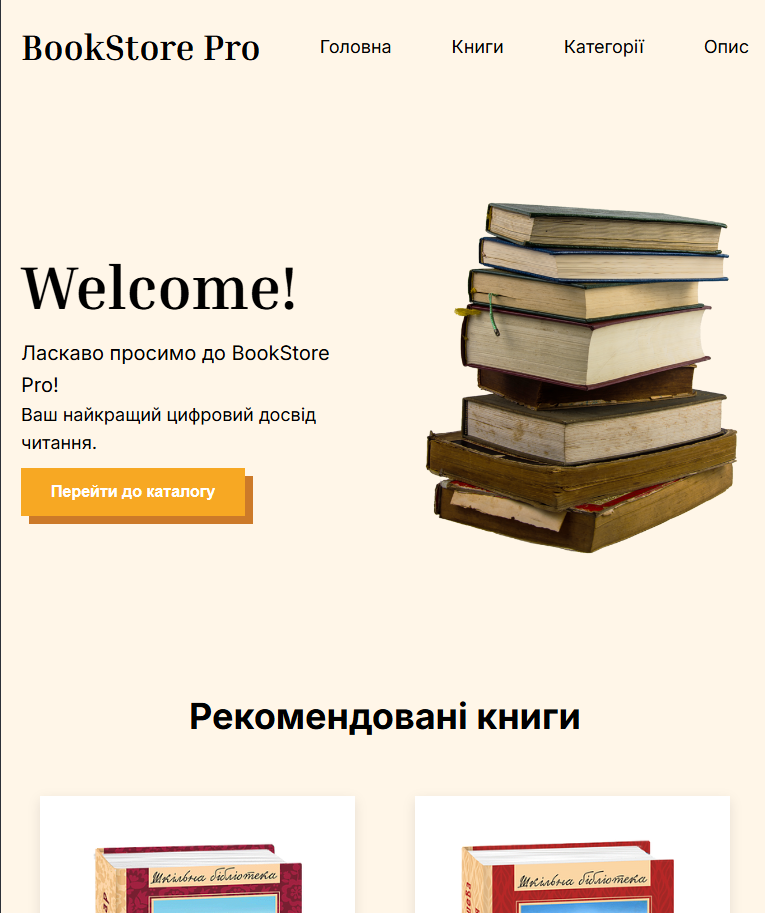 BookStore Pro
Головна
Книги
Категорії
Опис
Welcome!
Ласкаво просимо до BookStore
Pro!
Ваш найкращий цифровий досвід
читання.
Перейти до каталогу
Рекомендовані книги
Шкільна бібліотека
Шкільна бібліотека